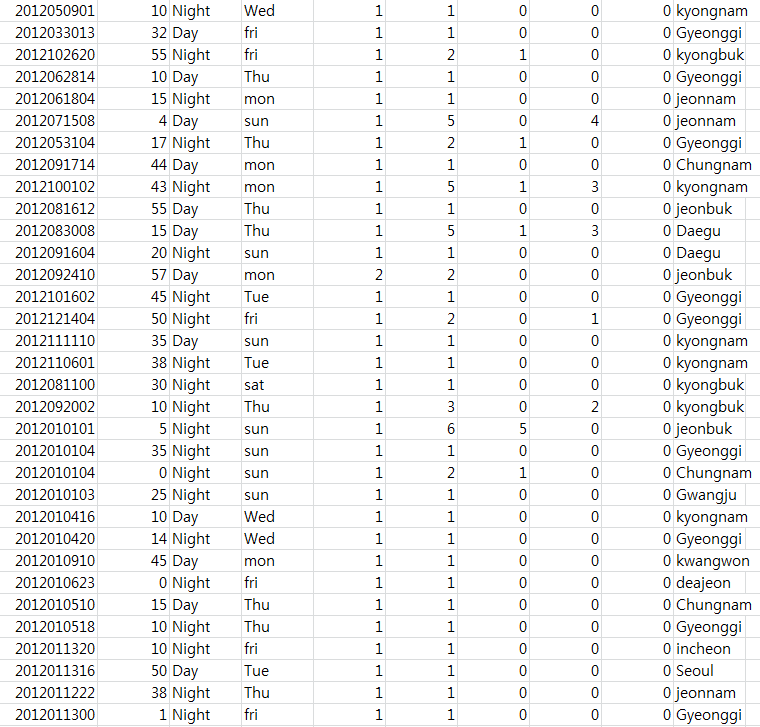 2012050901 10 Night Wed 1 1 0 0 0 kyongnam
2012033013 32 Day fri 1 1 0 0 0 Gyeonggi
2012102620 55 Night fri 1 2 1 0 0 kyongbuk
2012062814 10 Day Thu 1 1 0 0 0 Gyeonggi
2012061804 15 Night mon 1 1 0 0 0 jeonnam
2012071508 4 Day sun 1 5 0 4 0 jeonnam
2012053104 17 Night Thu 1 2 1 0 0 Gyeonggi
2012091714 44 Day mon 1 1 0 0 0 Chungnam
2012100102 43 Night mon 1 5 1 3 0 kyongnam
2012081612 55 Day Thu 1 1 0 0 0 jeonbuk
2012083008 15 Day Thu 1 5 1 3 0 Daegu
2012091604 20 Night sun 1 1 0 0 0 Daegu
2012092410 57 Day mon 2 2 0 0 0 jeonbuk
2012101602 45 Night Tue 1 1 0 0 0 Gyeonggi
2012121404 50 Night fri 1 2 0 1 0 Gyeonggi
2012111110 35 Day sun 1 1 0 0 0 kyongnam
2012110601 38 Night Tue 1 1 0 0 0 kyongnam
2012081100 30 Night sat 1 1 0 0 0 kyongbuk
2012092002 10 Night Thu 1 3 0 2 0 kyongbuk
2012010101 5 Night sun 1 6 5 0 0 jeonbuk
2012010104 35 Night sun 1 1 0 0 0 Gyeonggi
2012010104 0 Night sun 1 2 1 0 0 Chungnam
2012010103 25 Night sun 1 1 0 0 0 Gwangju
2012010416 10 Day Wed 1 1 0 0 0 kyongnam
2012010420 14 Night Wed 1 1 0 0 0 Gyeonggi
2012010910 45 Day mon 1 1 0 0 0 kwangwon
2012010623 0 Night fri 1 1 0 0 0 deajeon
2012010510 15 Day Thu 1 1 0 0 0 Chungnam
2012010518 10 Night Thu 1 1 0 0 0 Gyeonggi
2012011320 10 Night fri 1 1 0 0 0 incheon
2012011316 50 Day Tue 1 1 0 0 0 Seoul
2012011222 38 Night Thu 1 1 0 0 0 jeonnam
2012011300 1 Night fri 1 1 0 0 0 Gyeonggi